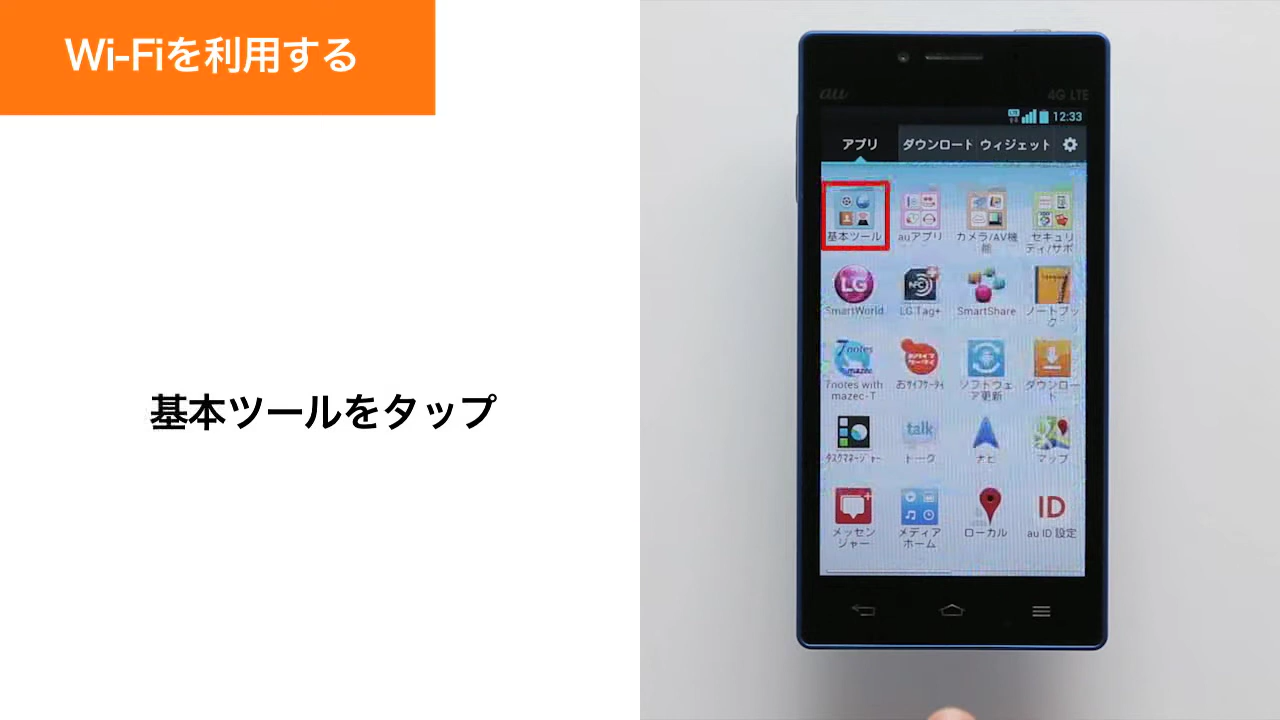 Wi-Fiを利用する
基本ツールをタップ
au
4G LTE
12:33
アプリ ダウンロード ウィジェット
基本ツール
auアプリ
カメラ/AV機
能
セキュリ
ティ/サポ
LG
SmartWorld
NFC
LG Tag+
SmartShare
7
ノートブッ
ク
7notes
mazec
7notes with
mazec-T
おサイフケータイ
ソフトウェ
ア更新
ダウンロー
ド
タスクマネージャー
talk
トーク
ナビ
マップ
メッセン
ジャー
メディア
ホーム
ローカル
ID
au ID 設定